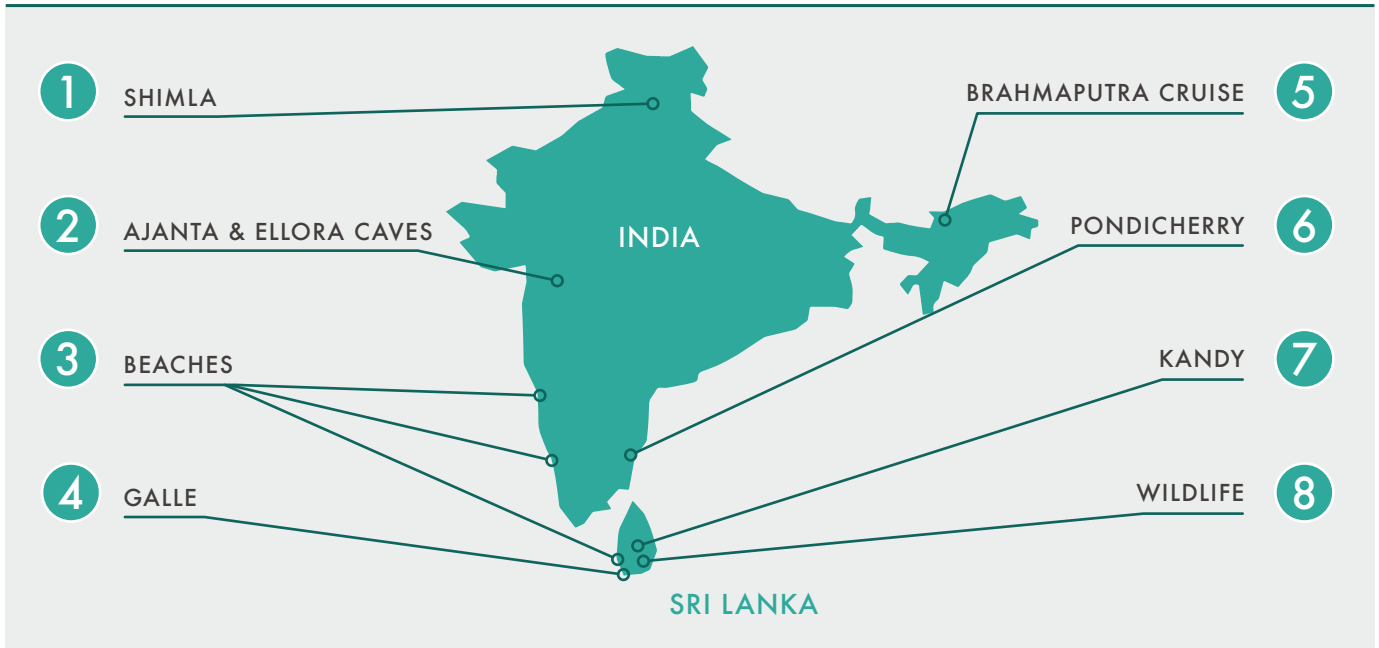 1 SHIMLA
2 AJANTA & ELLORA CAVES
3 BEACHES
4 GALLE
INDIA
SRI LANKA
BRAHMAPUTRA CRUISE 5
PONDICHERRY 6
KANDY 7
WILDLIFE 8